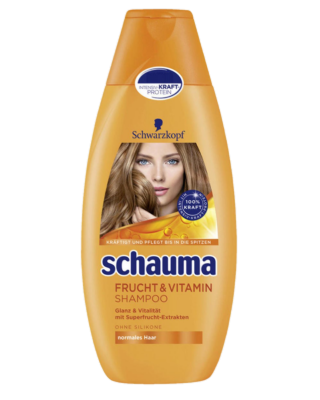 Intensiv KRAFT-
PROTEIN
Schwarzkopf
100%
KRAFT
KRÄFTIGT UND PFLEGT BIS IN DIE SPITZEN
schauma
FRUCHT & VITAMIN
SHAMPOO
Glanz & Vitalität
mit Superfrucht-Extrakten
OHNE SILIKONE
normales Haar